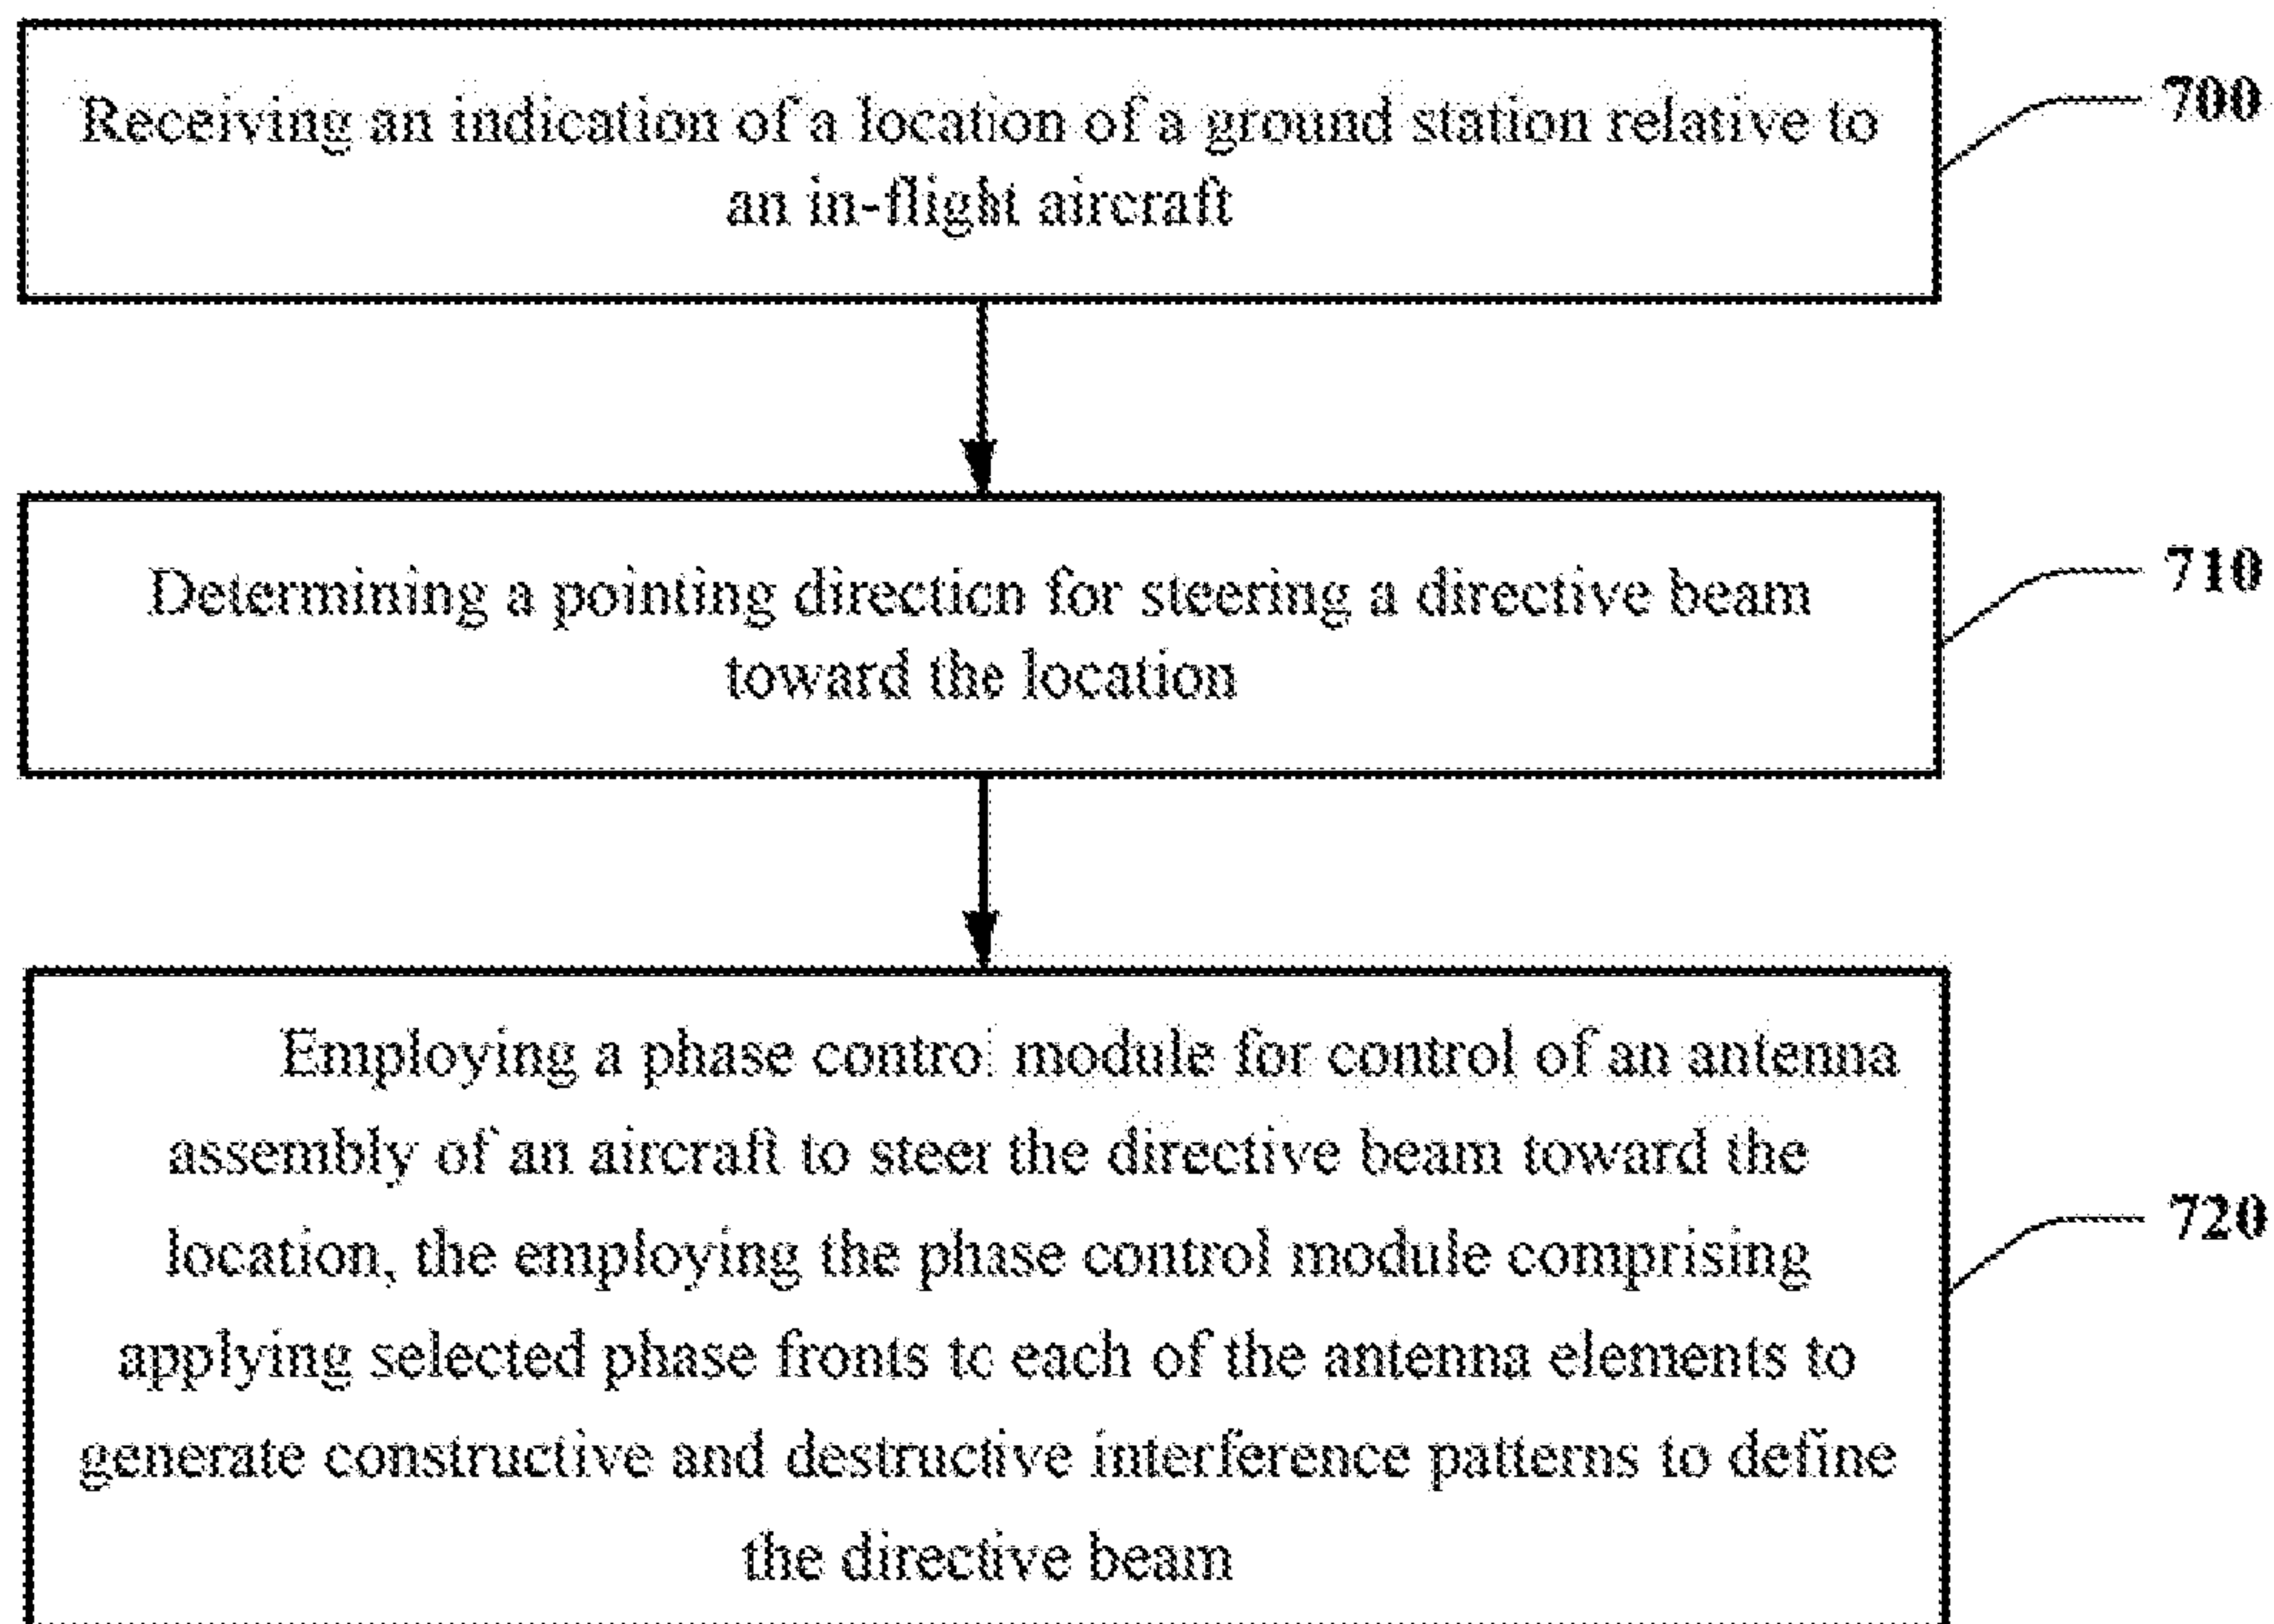 Receiving an indication of a location of a ground station relative to
an in-flight aircraft
700
Determining a pointing direction for steering a directive beam
toward the location
710
Employing a phase control module for control of an antenna
assembly of an aircraft to steer the directive beam toward the
location, the employing the phase control module comprising
applying selected phase fronts to each of the antenna elements to
generate constructive and destructive interference patterns to define
the directive beam
720